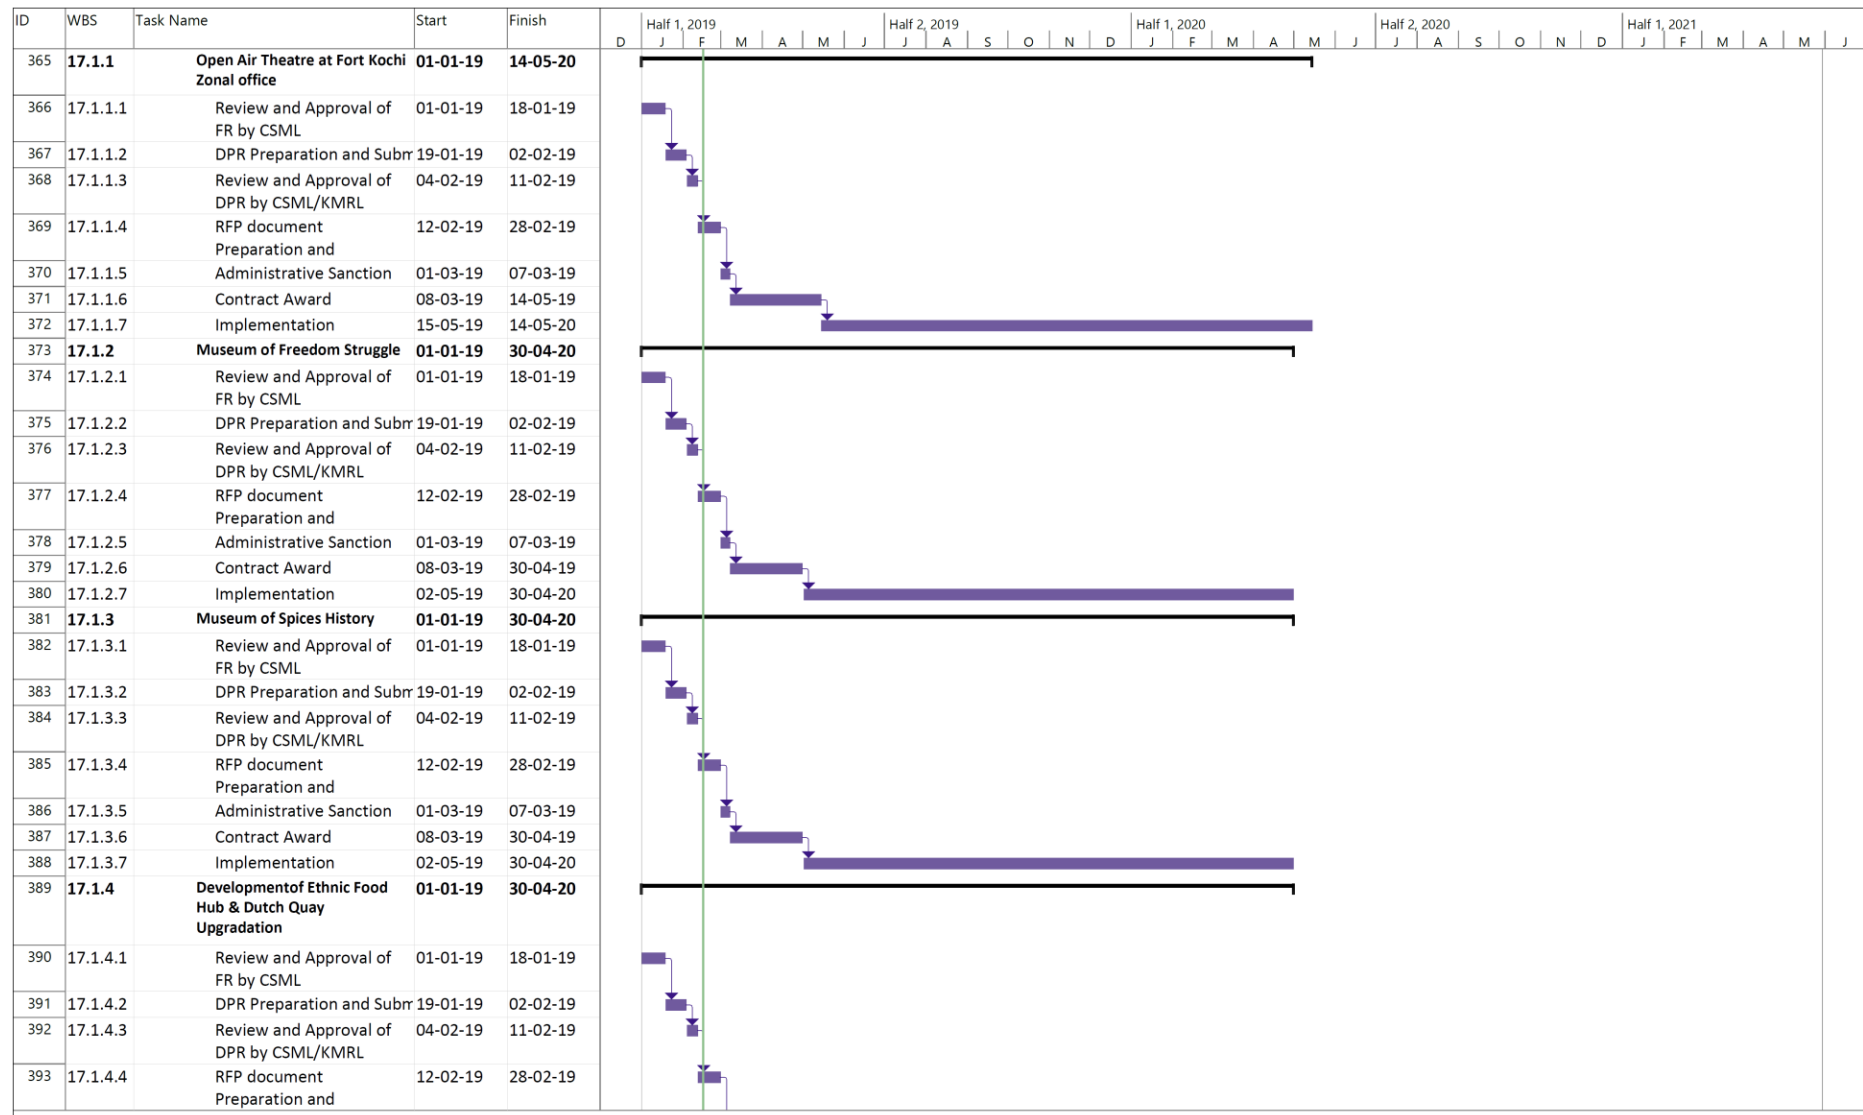 ID WBS Task Name Start Finish Half 1, 2019 Half 2, 2019 Half 1, 2020 Half 2, 2020 Half 1, 2021
D J F M A M J J A S O N D J F M A M J J A S O N D J F M A M J
365 17.1.1 Open Air Theatre at Fort Kochi 01-01-19 14-05-20
Zonal office
366 17.1.1.1 Review and Approval of 01-01-19 18-01-19
FR by CSML
367 17.1.1.2 DPR Preparation and Subm 19-01-19 02-02-19
368 17.1.1.3 Review and Approval of 04-02-19 11-02-19
DPR by CSML/KMRL
369 17.1.1.4 RFP document 12-02-19 28-02-19
Preparation and
370 17.1.1.5 Administrative Sanction 01-03-19 07-03-19
371 17.1.1.6 Contract Award 08-03-19 14-05-19
372 17.1.1.7 Implementation 15-05-19 14-05-20
373 17.1.2 Museum of Freedom Struggle 01-01-19 30-04-20
374 17.1.2.1 Review and Approval of 01-01-19 18-01-19
FR by CSML
375 17.1.2.2 DPR Preparation and Subm 19-01-19 02-02-19
376 17.1.2.3 Review and Approval of 04-02-19 11-02-19
DPR by CSML/KMRL
377 17.1.2.4 RFP document 12-02-19 28-02-19
Preparation and
378 17.1.2.5 Administrative Sanction 01-03-19 07-03-19
379 17.1.2.6 Contract Award 08-03-19 30-04-19
380 17.1.2.7 Implementation 02-05-19 30-04-20
381 17.1.3 Museum of Spices History 01-01-19 30-04-20
382 17.1.3.1 Review and Approval of 01-01-19 18-01-19
FR by CSML
383 17.1.3.2 DPR Preparation and Subm 19-01-19 02-02-19
384 17.1.3.3 Review and Approval of 04-02-19 11-02-19
DPR by CSML/KMRL
385 17.1.3.4 RFP document 12-02-19 28-02-19
Preparation and
386 17.1.3.5 Administrative Sanction 01-03-19 07-03-19
387 17.1.3.6 Contract Award 08-03-19 30-04-19
388 17.1.3.7 Implementation 02-05-19 30-04-20
389 17.1.4 Developmentof Ethnic Food 01-01-19 30-04-20
Hub & Dutch Quay
Upgradation
390 17.1.4.1 Review and Approval of 01-01-19 18-01-19
FR by CSML
391 17.1.4.2 DPR Preparation and Subm 19-01-19 02-02-19
392 17.1.4.3 Review and Approval of 04-02-19 11-02-19
DPR by CSML/KMRL
393 17.1.4.4 RFP document 12-02-19 28-02-19
Preparation and